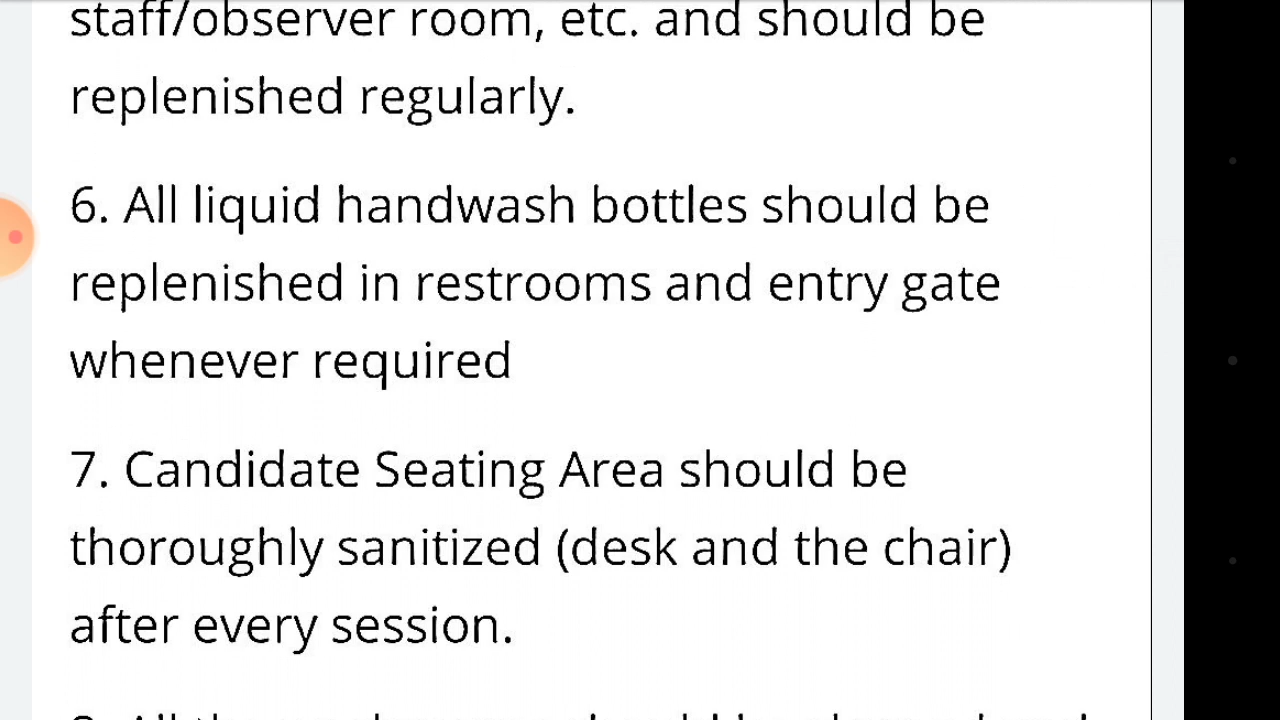 staff/observer room, etc. and should be
replenished regularly.
6. All liquid handwash bottles should be
replenished in restrooms and entry gate
whenever required
7. Candidate Seating Area should be
thoroughly sanitized (desk and the chair)
after every session.